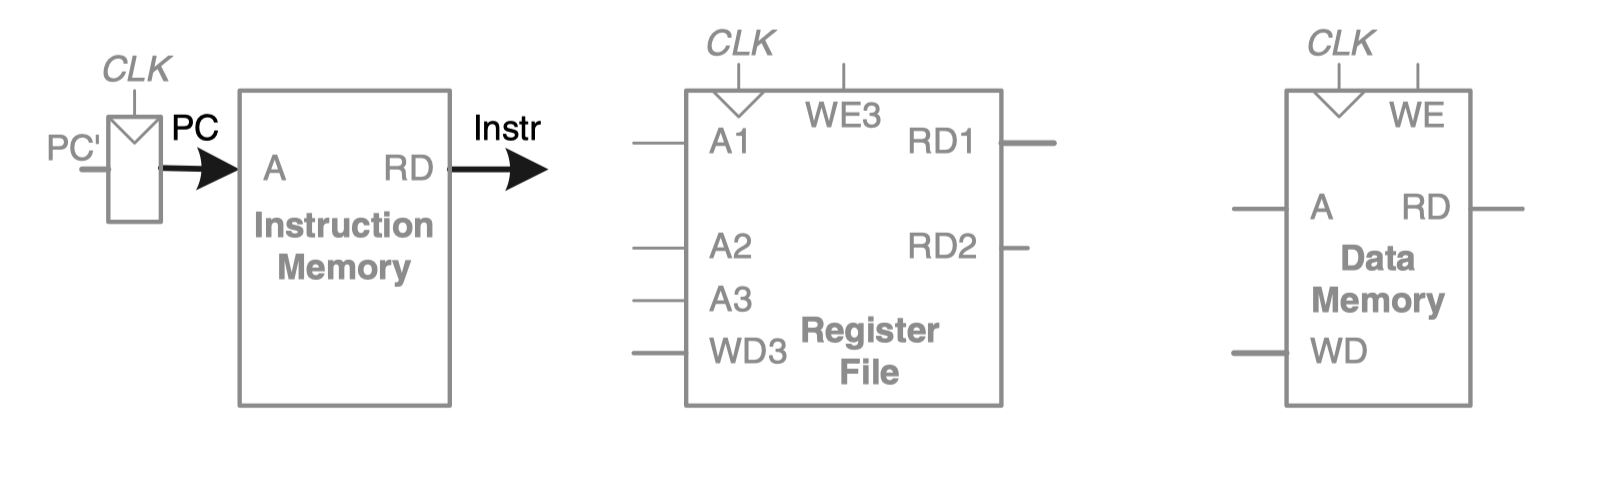 CLK
PC'
PC
A
RD
Instruction
Memory
Instr
CLK
WE3
A1
RD1
A2
RD2
A3
WD3
Register
File
CLK
WE
A
RD
Data
Memory
WD